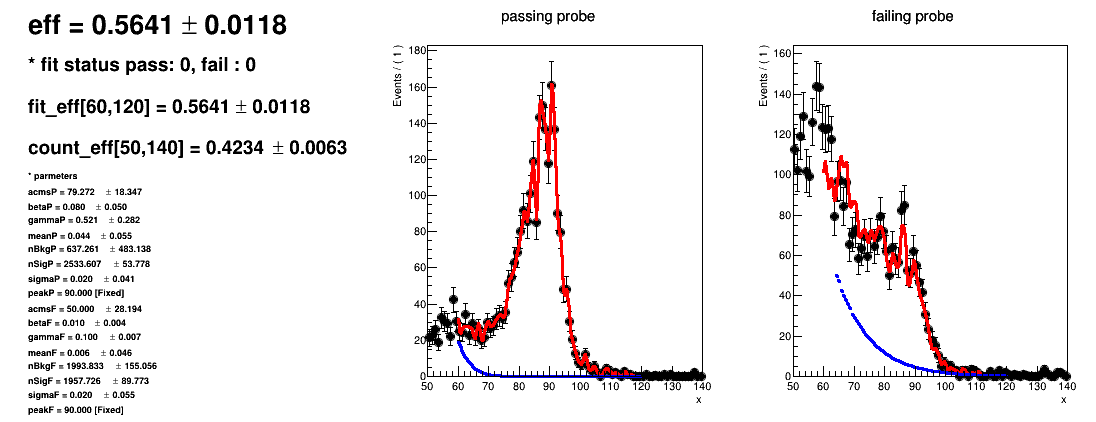 eff = 0.5641 ± 0.0118
* fit status pass: 0, fail : 0
fit_eff[60,120] = 0.5641 ± 0.0118
count_eff[50,140] = 0.4234 ± 0.0063
* parmeters
acmsP = 79.272 ± 18.347
betaP = 0.080 ± 0.050
gammaP = 0.521 ± 0.282
meanP = 0.044 ± 0.055
nBkgP = 637.261 ± 483.138
nSigP = 2533.607 ± 53.778
sigmaP = 0.020 ± 0.041
peakP = 90.000 [Fixed]
acmsF = 50.000 ± 28.194
betaF = 0.010 ± 0.004
gammaF = 0.100 ± 0.007
meanF = 0.006 ± 0.046
nBkgF = 1993.833 ± 155.056
nSigF = 1957.726 ± 89.773
sigmaF = 0.020 ± 0.055
peakF = 90.000 [Fixed]
passing probe
Events / ( 1 )
180
160
140
120
100
80
60
40
20
0
50 60 70 80 90 100 110 120 130 140
x
failing probe
Events / ( 1 )
160
140
120
100
80
60
40
20
0
50 60 70 80 90 100 110 120 130 140
x